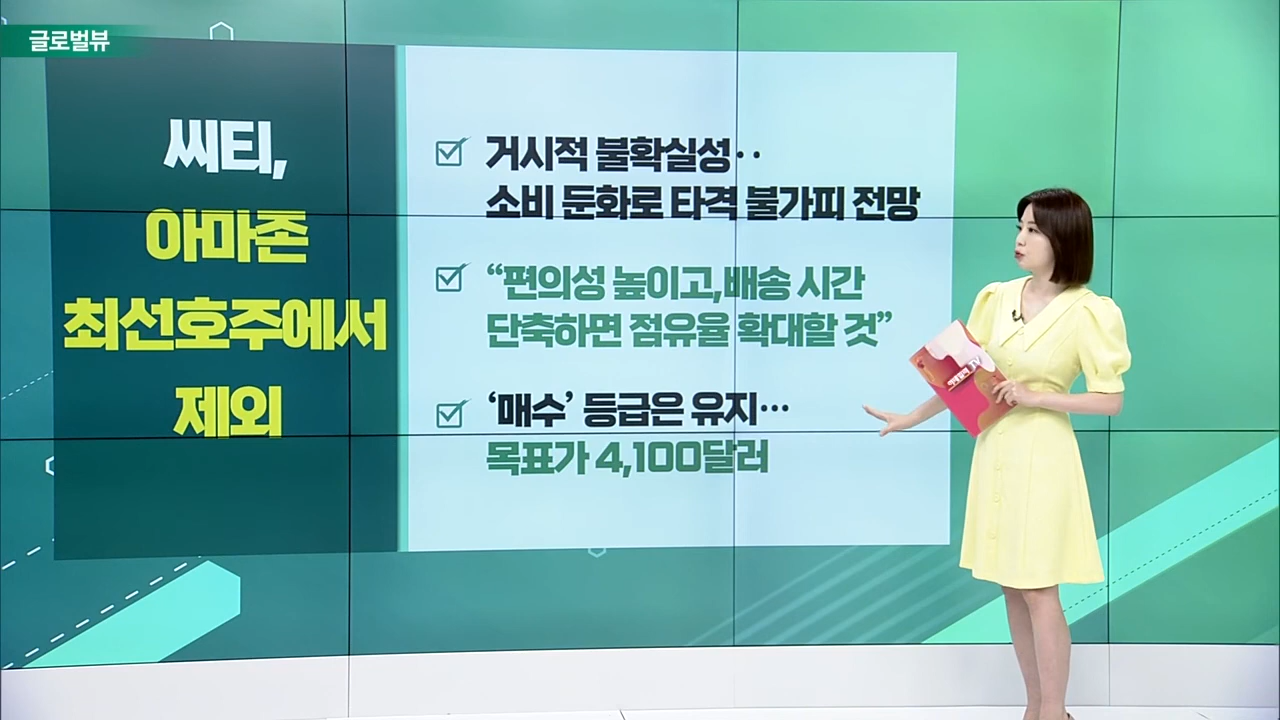 글로벌뷰
씨티,
아마존
최선호주에서
제외
거시적 불확실성··
소비 둔화로 타격 불가피 전망
“편의성 높이고,배송 시간
단축하면 점유율 확대할 것”
‘매수’ 등급은 유지…
목표가 4,100달러